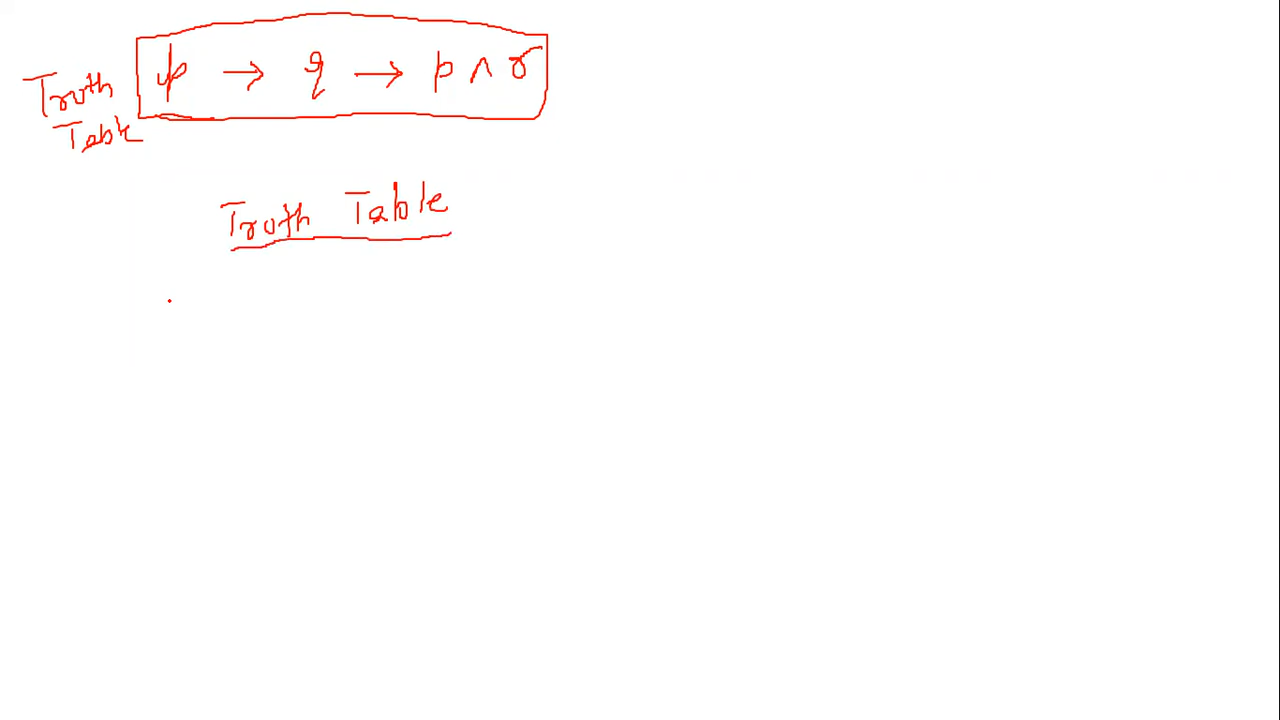 p → q → p ∧ r
Truth
Table
Truth Table